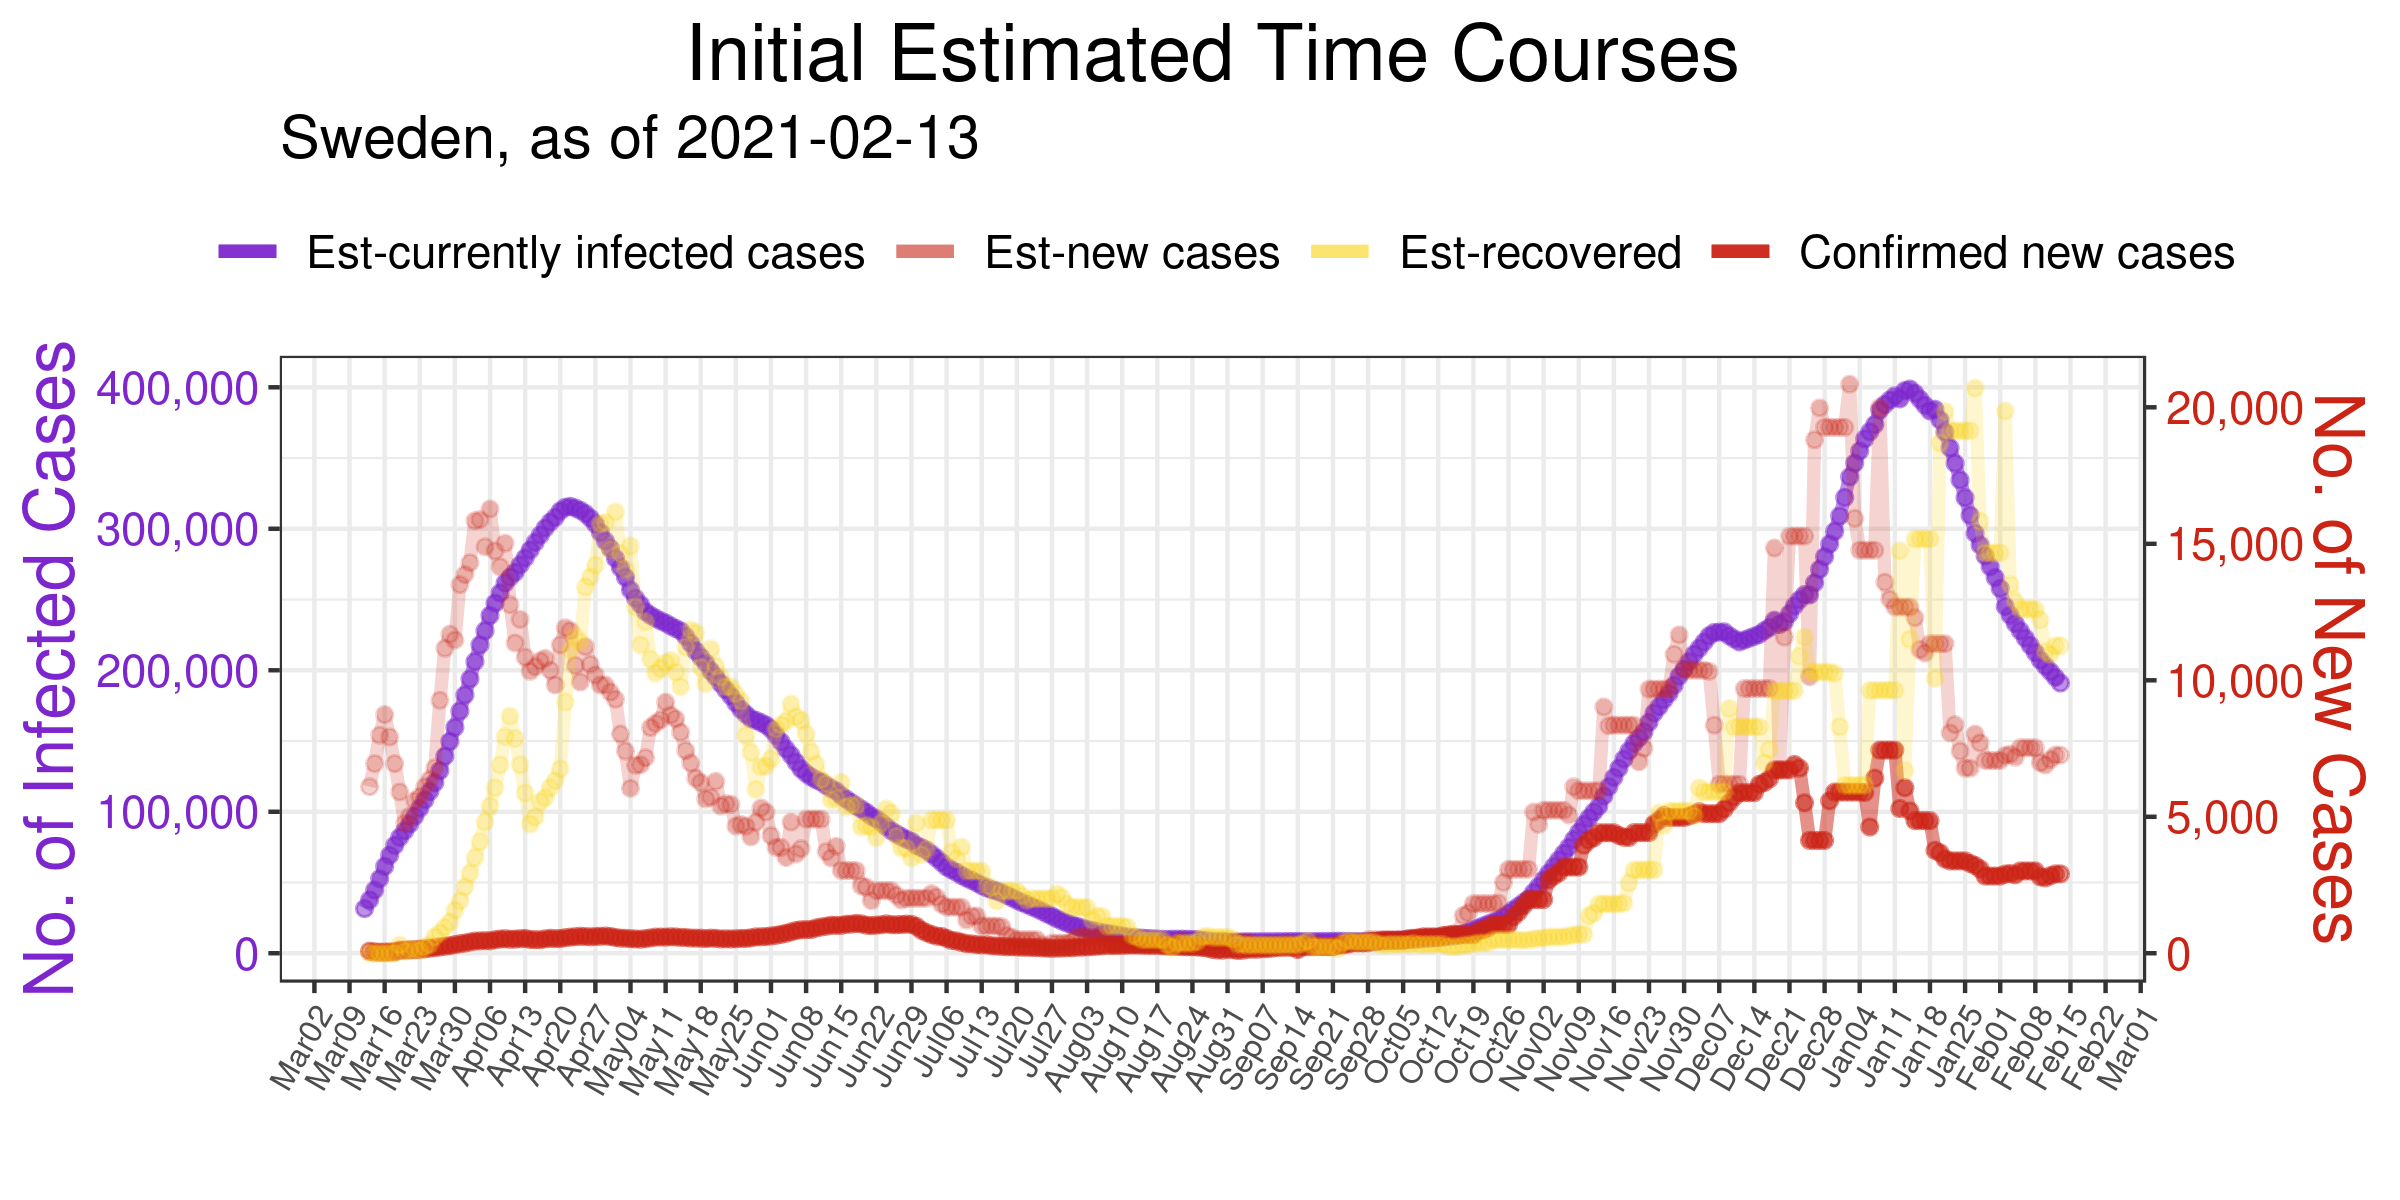 Initial Estimated Time Courses
Sweden, as of 2021-02-13
Est-currently infected cases
Est-new cases
Est-recovered
Confirmed new cases
No. of Infected Cases
400,000
300,000
200,000
100,000
0
No. of New Cases
20,000
15,000
10,000
5,000
0
Mar02
Mar09
Mar16
Mar23
Mar30
Apr06
Apr13
Apr20
Apr27
May04
May11
May18
May25
Jun01
Jun08
Jun15
Jun22
Jun29
Jul06
Jul13
Jul20
Jul27
Aug03
Aug10
Aug17
Aug24
Aug31
Sep07
Sep14
Sep21
Sep28
Oct05
Oct12
Oct19
Oct26
Nov02
Nov09
Nov16
Nov23
Nov30
Dec07
Dec14
Dec21
Dec28
Jan04
Jan11
Jan18
Jan25
Feb01
Feb08
Feb15
Feb22
Mar01